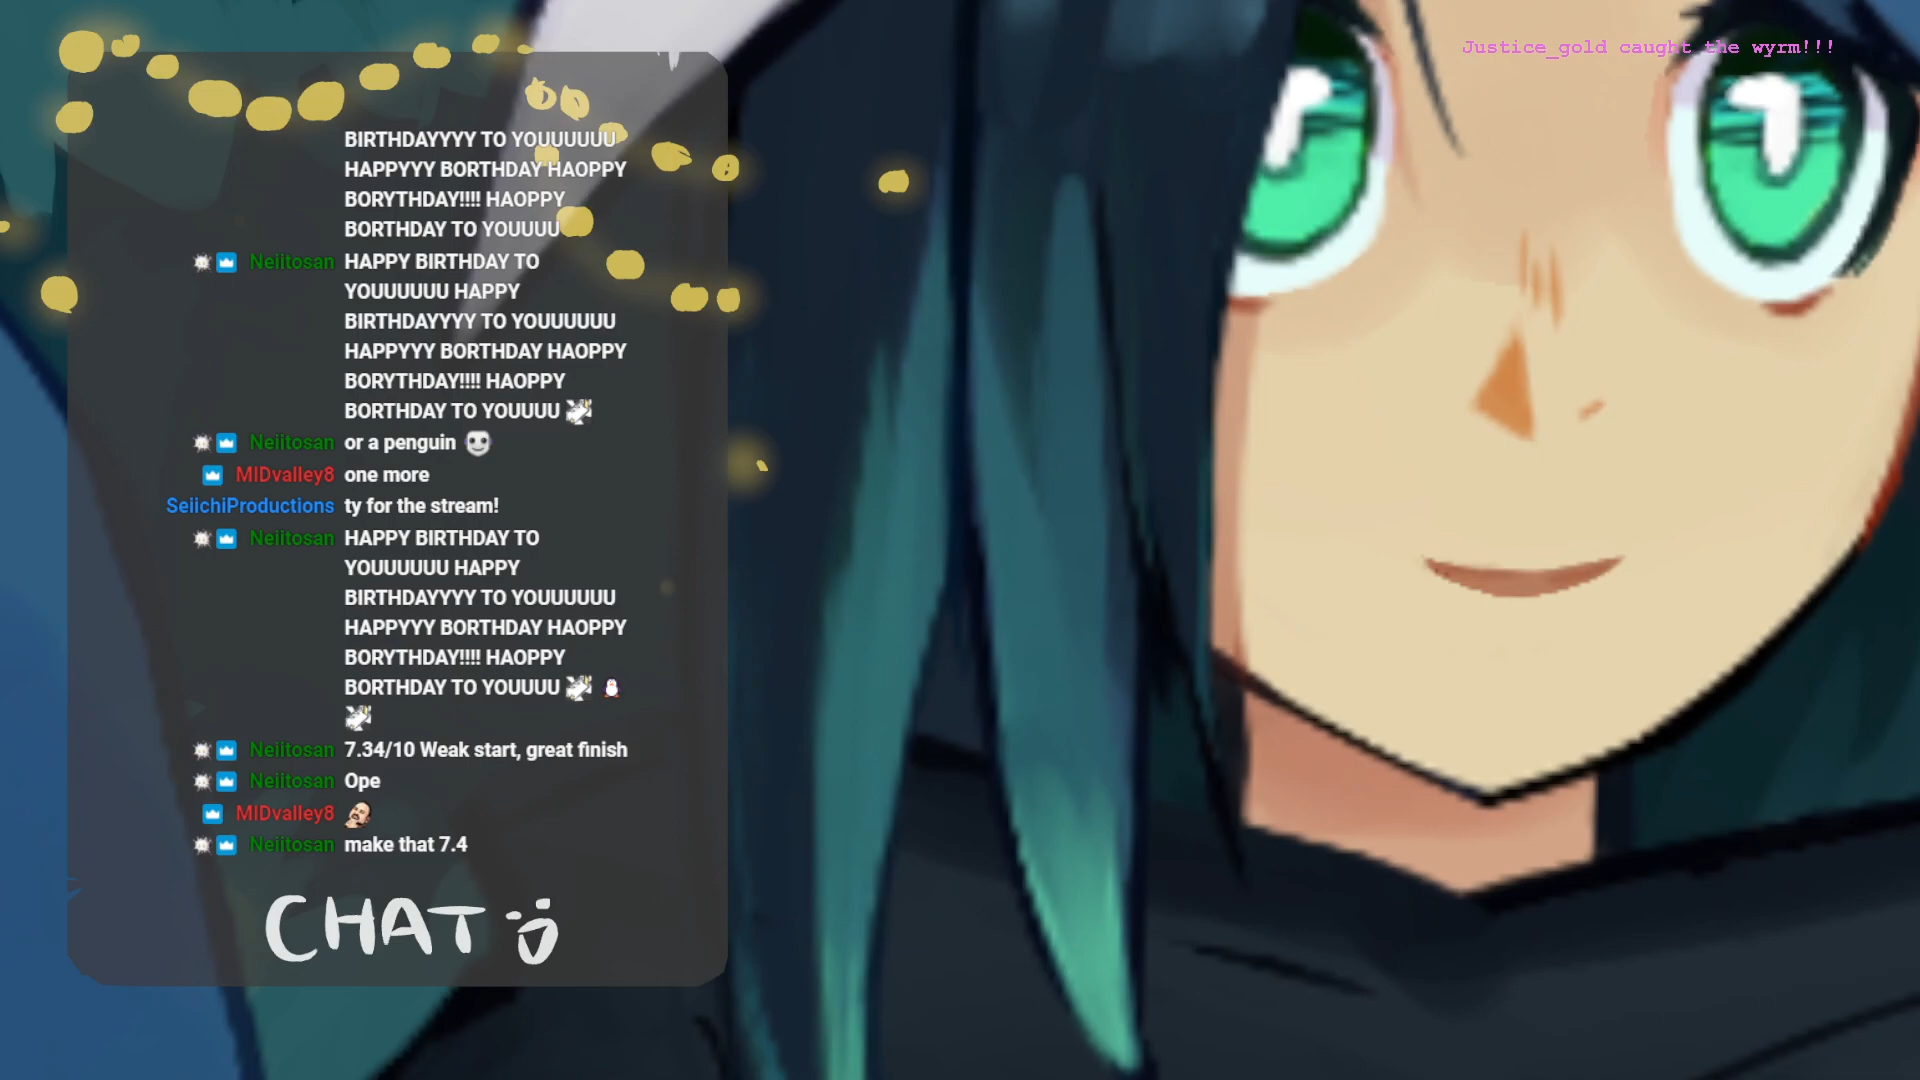 Justice_gold caught the wyrm!!!
BIRTHDAYYYY TO YOUUUUUU
HAPPYYY BORTHDAY HAOPPY
BORYTHDAY!!!! HAOPPY
BORTHDAY TO YOUUUU
Neiitosan HAPPY BIRTHDAY TO
YOUUUUUU HAPPY
BIRTHDAYYYY TO YOUUUUUU
HAPPYYY BORTHDAY HAOPPY
BORYTHDAY!!!! HAOPPY
BORTHDAY TO YOUUUU
Neiitosan or a penguin
MIDvalley8 one more
SeiichiProductions ty for the stream!
Neiitosan HAPPY BIRTHDAY TO
YOUUUUUU HAPPY
BIRTHDAYYYY TO YOUUUUUU
HAPPYYY BORTHDAY HAOPPY
BORYTHDAY!!!! HAOPPY
BORTHDAY TO YOUUUU
Neiitosan 7.34/10 Weak start, great finish
Neiitosan Ope
MIDvalley8
Neiitosan make that 7.4
CHAT